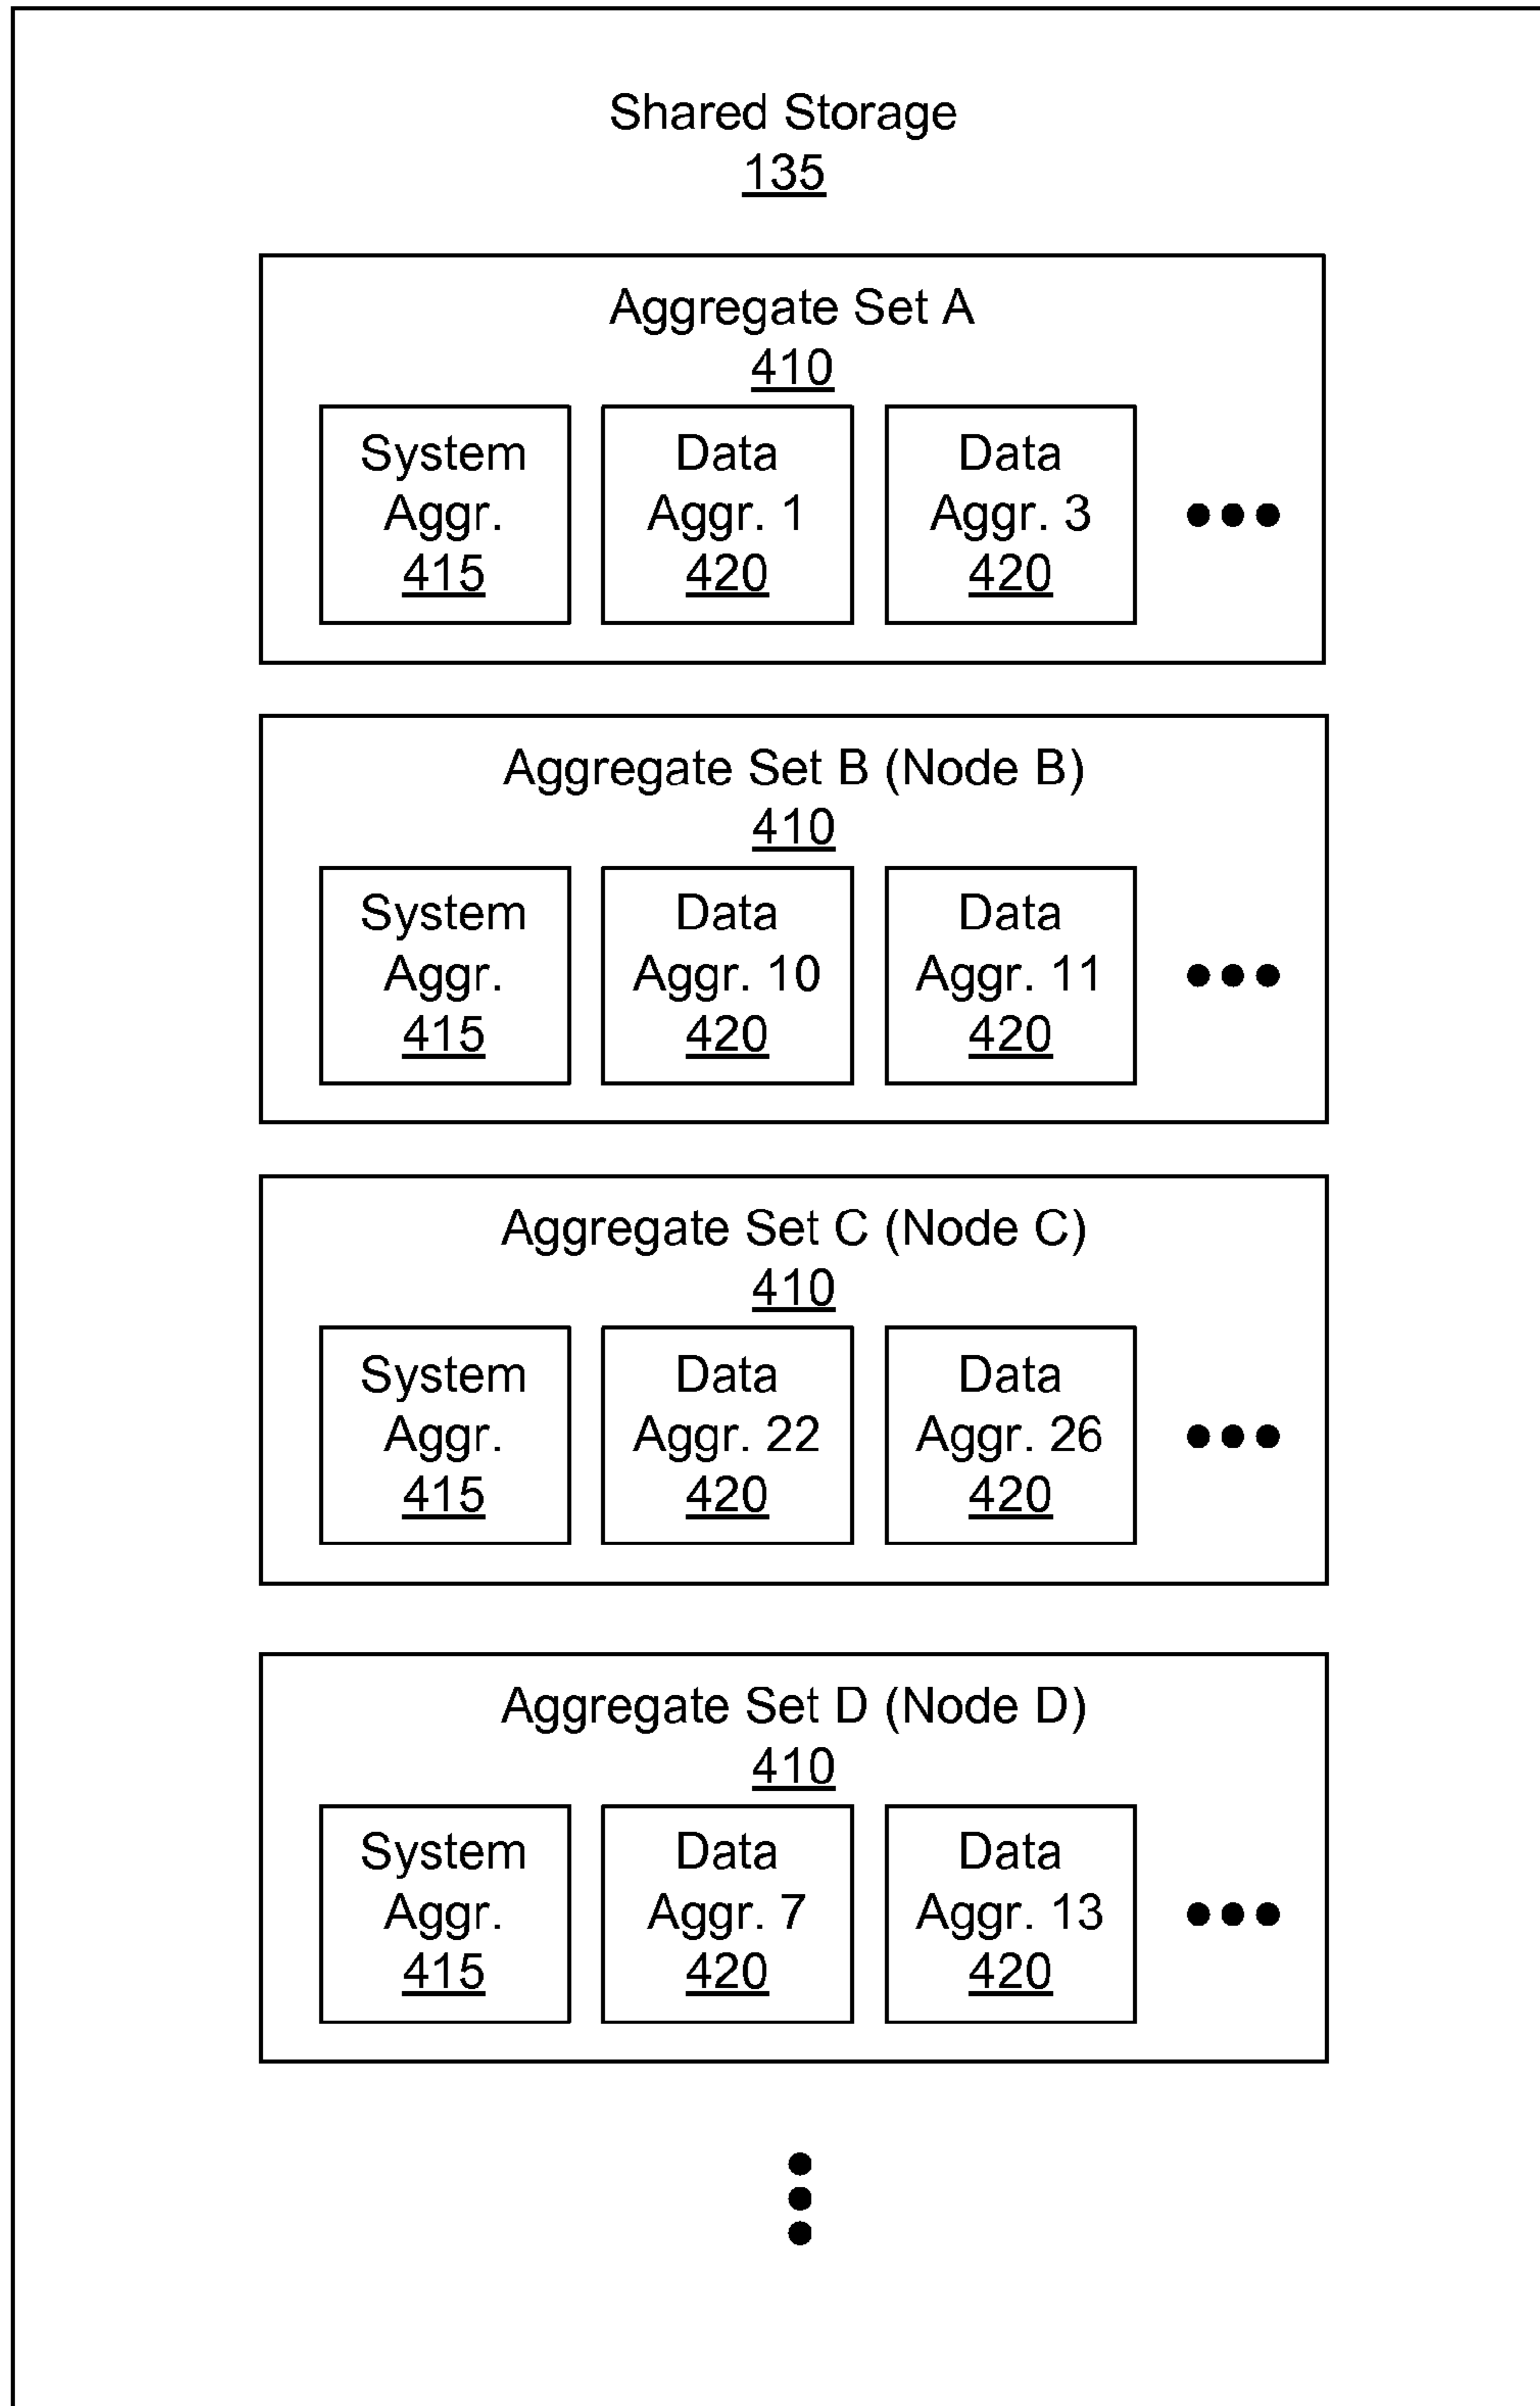 Shared Storage
135
Aggregate Set A
410
System
Aggr.
415
Data
Aggr. 1
420
Data
Aggr. 3
420
Aggregate Set B (Node B)
410
System
Aggr.
415
Data
Aggr. 10
420
Data
Aggr. 11
420
Aggregate Set C (Node C)
410
System
Aggr.
415
Data
Aggr. 22
420
Data
Aggr. 26
420
Aggregate Set D (Node D)
410
System
Aggr.
415
Data
Aggr. 7
420
Data
Aggr. 13
420